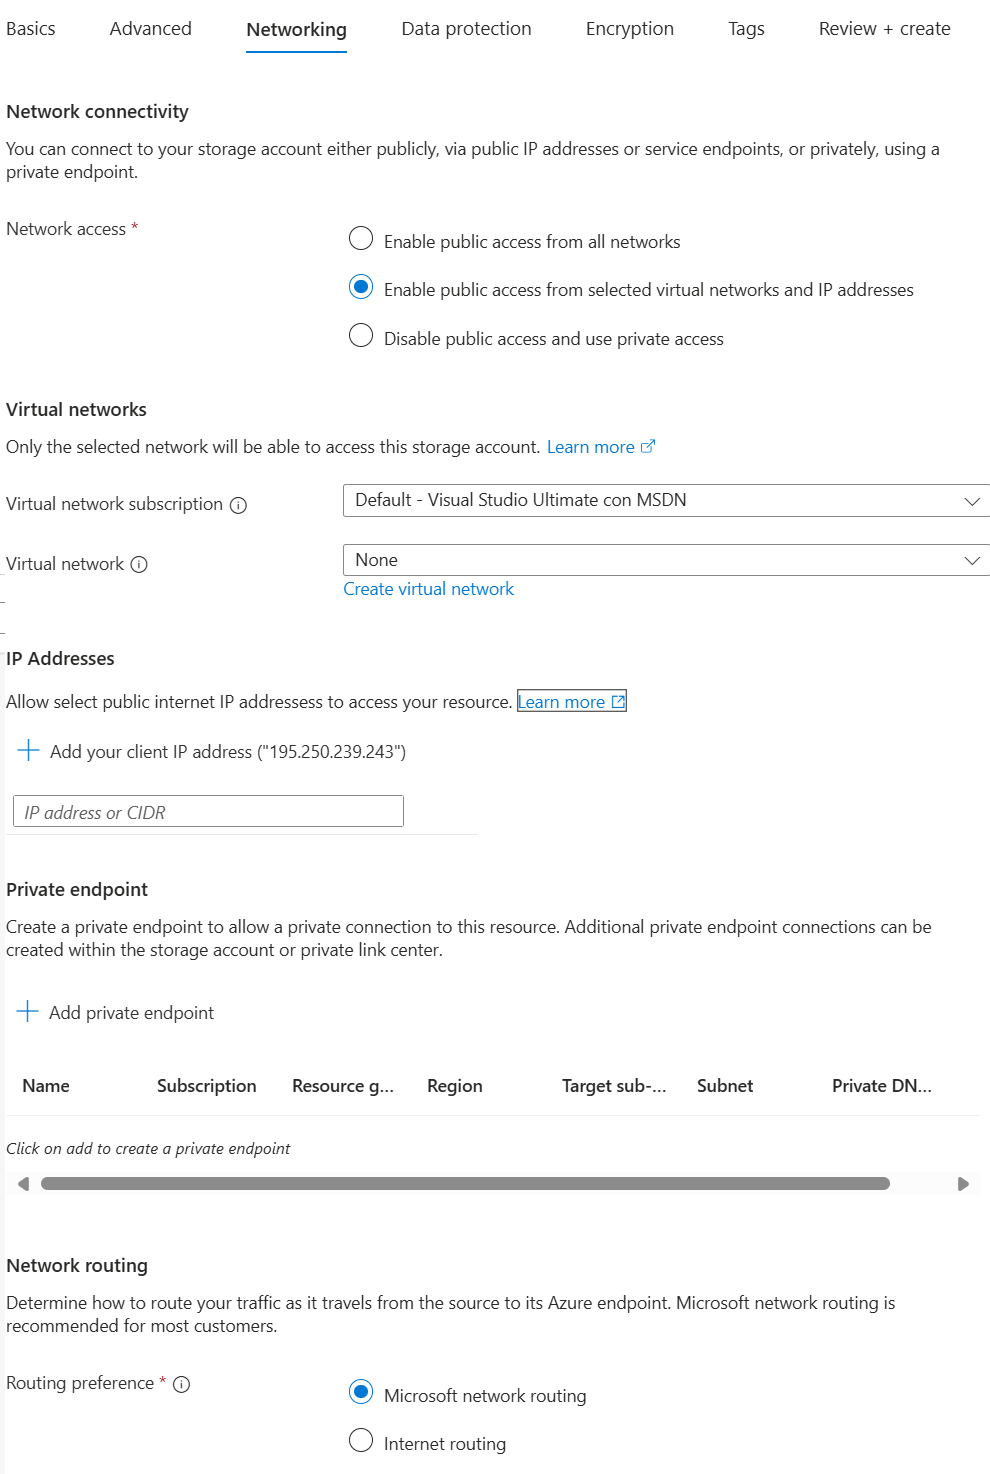 Basics Advanced Networking Data protection Encryption Tags Review + create
Network connectivity
You can connect to your storage account either publicly, via public IP addresses or service endpoints, or privately, using a
private endpoint.
Network access *
Enable public access from all networks
Enable public access from selected virtual networks and IP addresses
Disable public access and use private access
Virtual networks
Only the selected network will be able to access this storage account. Learn more
Virtual network subscription
Default - Visual Studio Ultimate con MSDN
Virtual network
None
Create virtual network
IP Addresses
Allow select public internet IP addressess to access your resource. Learn more
Add your client IP address ("195.250.239.243")
IP address or CIDR
Private endpoint
Create a private endpoint to allow a private connection to this resource. Additional private endpoint connections can be
created within the storage account or private link center.
Add private endpoint
Name Subscription Resource g... Region Target sub-... Subnet Private DN...
Click on add to create a private endpoint
Network routing
Determine how to route your traffic as it travels from the source to its Azure endpoint. Microsoft network routing is
recommended for most customers.
Routing preference *
Microsoft network routing
Internet routing